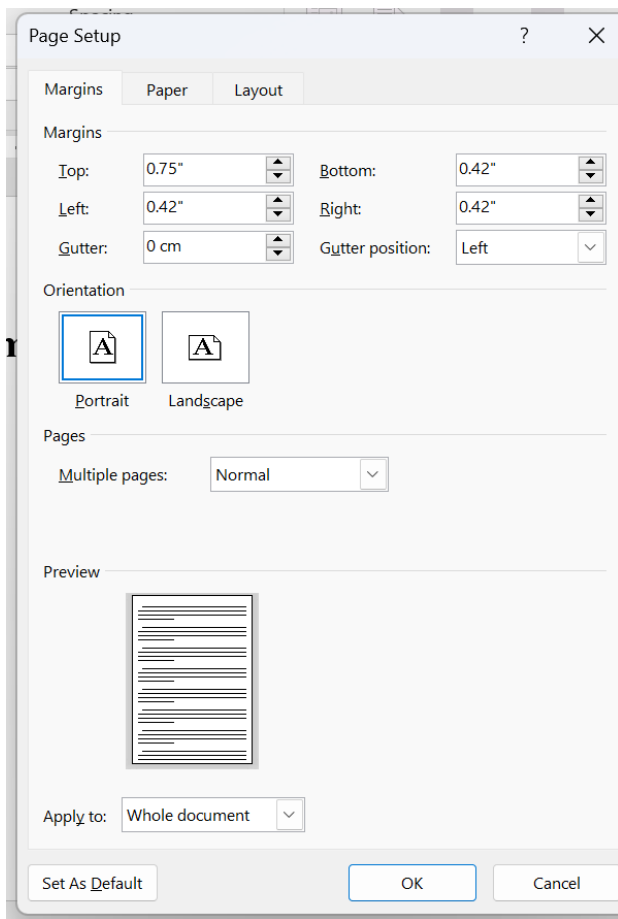 Spacing
Page Setup ? ×
Margins Paper Layout
Margins
Top: 0.75" Bottom: 0.42"
Left: 0.42" Right: 0.42"
Gutter: 0 cm Gutter position: Left
Orientation
A A
Portrait Landscape
Pages
Multiple pages: Normal
Preview
Apply to: Whole document
Set As Default OK Cancel